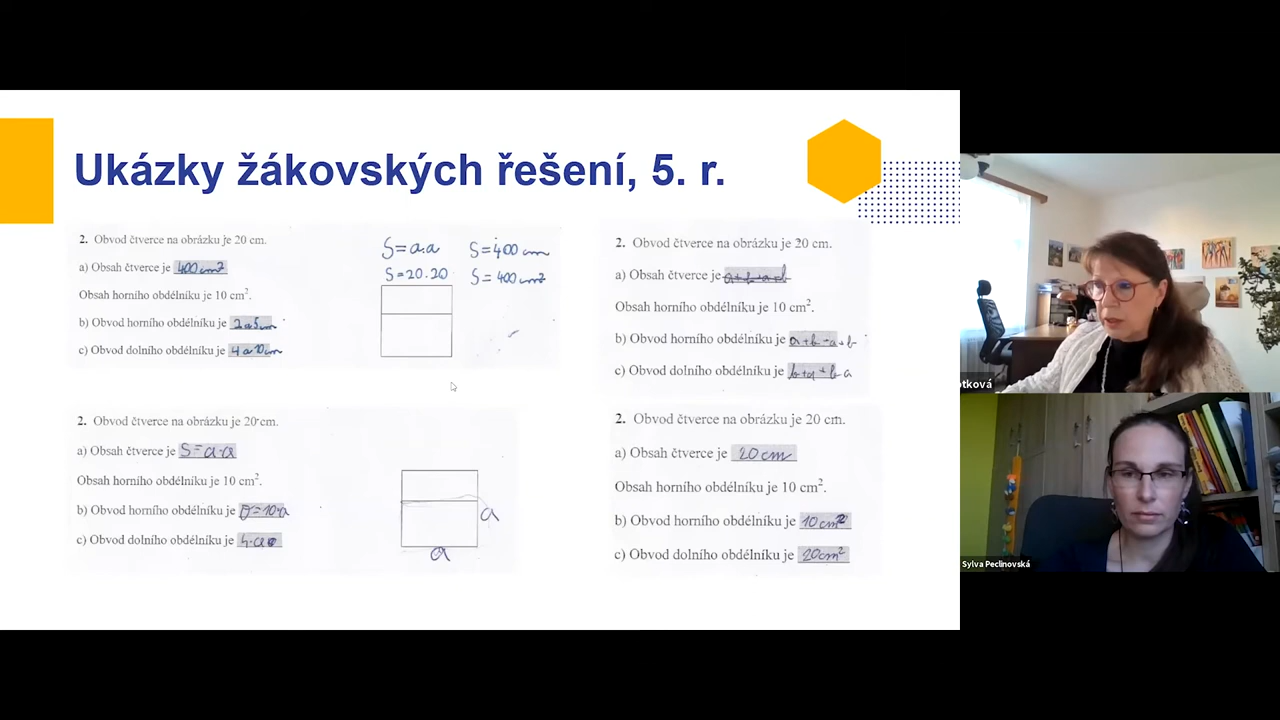 Ukázky žákovských řešení, 5. r.
2. Obvod čtverce na obrázku je 20 cm.
a) Obsah čtverce je 400 cm²
Obsah horního obdélníku je 10 cm².
b) Obvod horního obdélníku je 2a5cm
c) Obvod dolního obdélníku je 4a10cm
S=a.a S=400 cm
S=20.20 S=400 cm²
2. Obvod čtverce na obrázku je 20 cm.
a) Obsah čtverce je a+b+a+b
Obsah horního obdélníku je 10 cm².
b) Obvod horního obdélníku je a+b+a+b
c) Obvod dolního obdélníku je b+a+b a
2. Obvod čtverce na obrázku je 20 cm.
a) Obsah čtverce je S=a·a
Obsah horního obdélníku je 10 cm².
b) Obvod horního obdélníku je =10·a
c) Obvod dolního obdélníku je
a
a
2. Obvod čtverce na obrázku je 20 cm.
a) Obsah čtverce je 20 cm
Obsah horního obdélníku je 10 cm².
b) Obvod horního obdélníku je 10 cm²
c) Obvod dolního obdélníku je 20 cm²
otková
Sylva Peclinovská